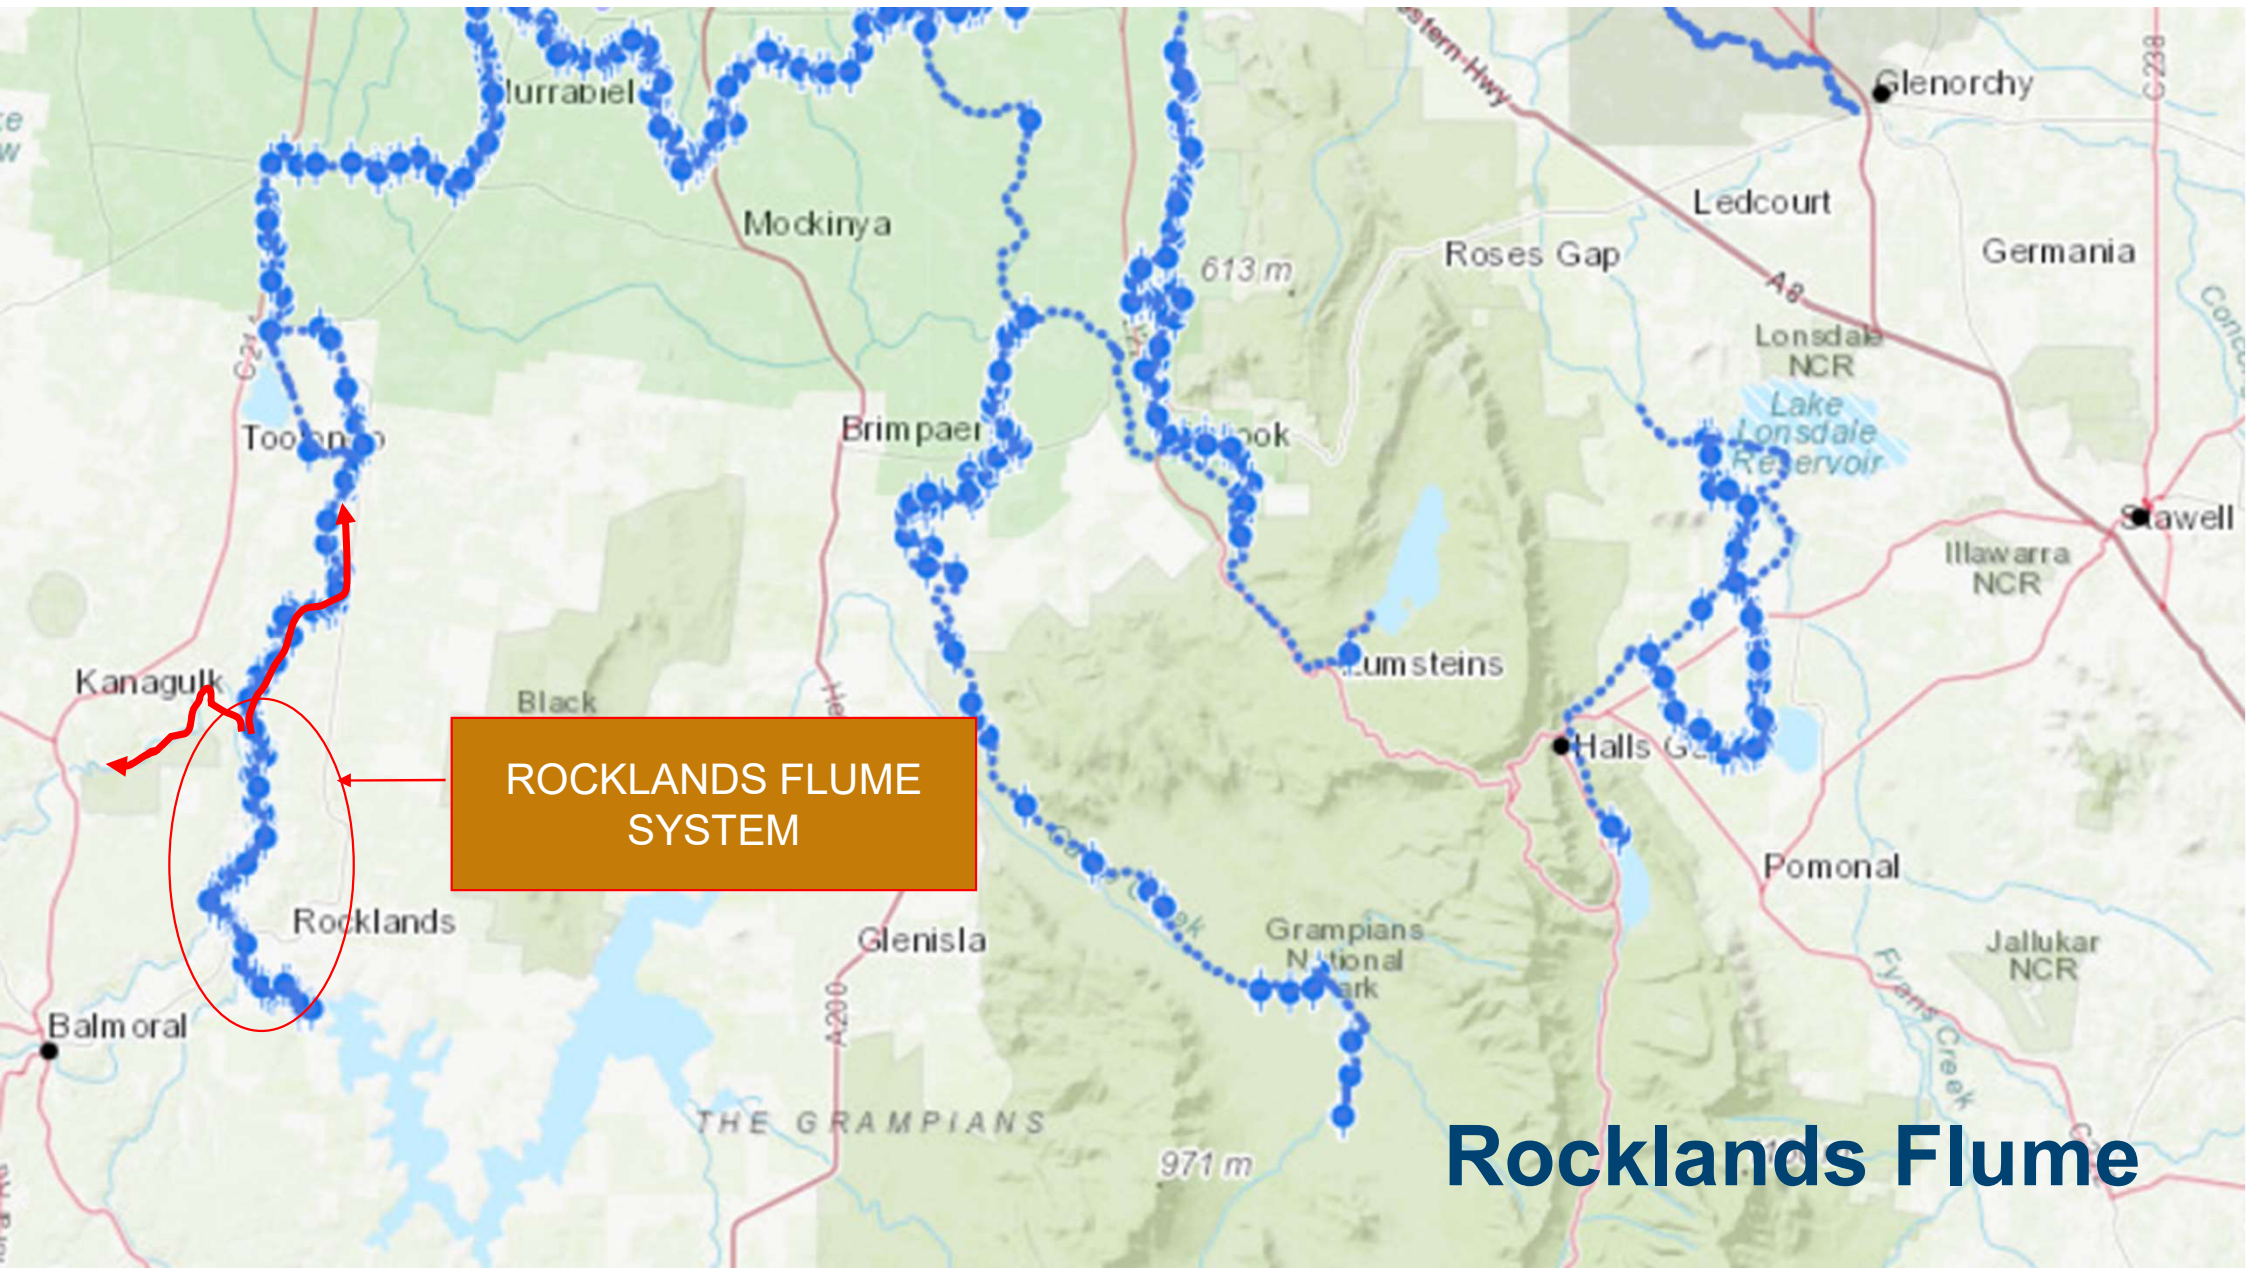 C238
Glenorchy
Ledcourt
Mockinya
Germania
Roses Gap
613 m
A8
Lonsdale
NCR
Lake
Lonsdale
Reservoir
Brimpaen
Stawell
Illawarra
NCR
Lumsteins
Kanagulk
Black
Halls
ROCKLANDS FLUME
SYSTEM
Pomonal
Rocklands
Glenisla
Grampians
National
Park
Jallukar
NCR
Fyans Creek
A200
Balmoral
THE GRAMPIANS
971 m
Rocklands Flume